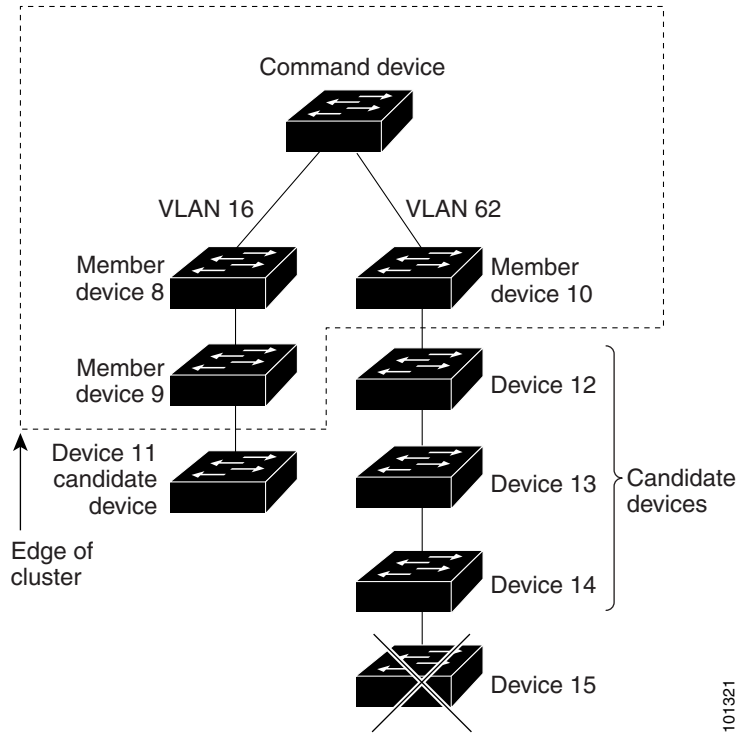 Command device
VLAN 16
VLAN 62
Member
device 8
Member
device 10
Member
device 9
Device 12
Device 11
candidate
device
Device 13
Candidate
devices
Edge of
cluster
Device 14
Device 15
101321